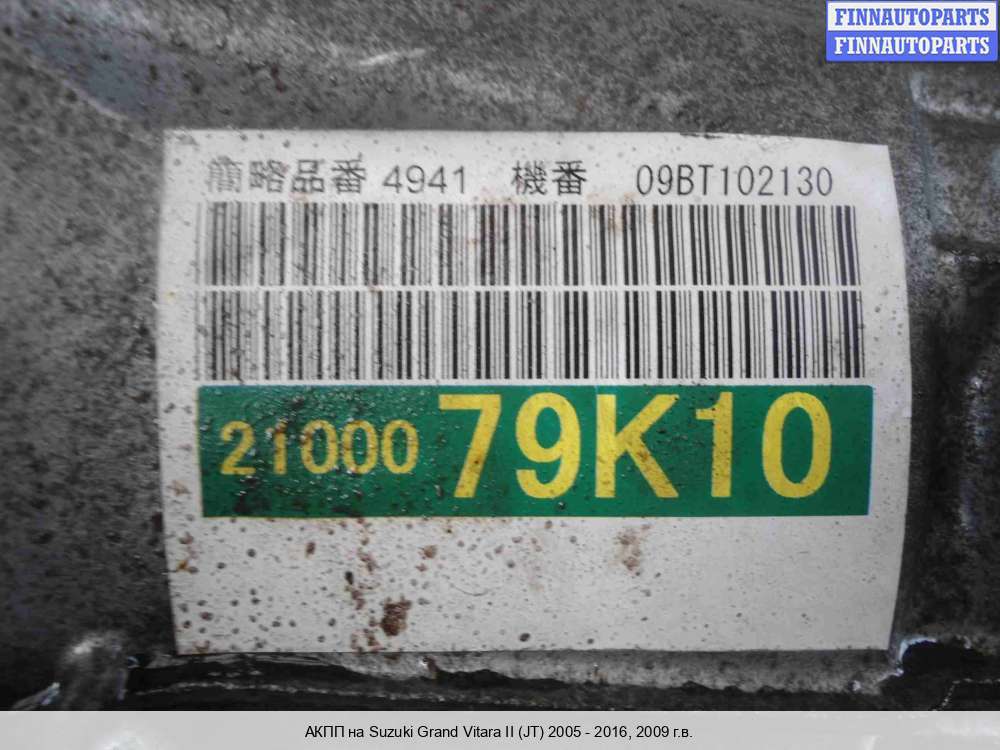 FINNAUTOPARTS
FINNAUTOPARTS
簡略品番 4941 機番 09BT102130
21000 79K10
АКПП на Suzuki Grand Vitara II (JT) 2005 - 2016, 2009 г.в.